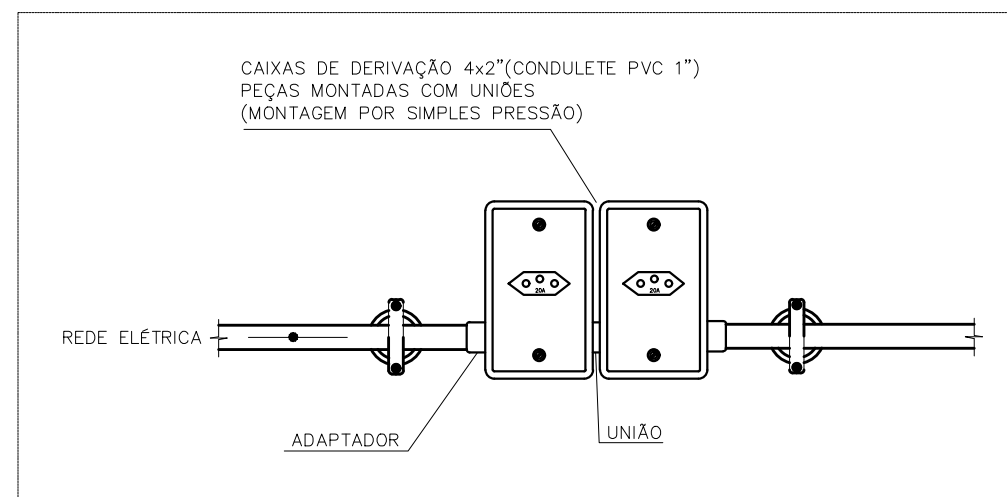 CAIXAS DE DERIVAÇÃO 4x2”(CONDULETE PVC 1”)
PEÇAS MONTADAS COM UNIÕES
(MONTAGEM POR SIMPLES PRESSÃO)
20A
20A
REDE ELÉTRICA
ADAPTADOR
UNIÃO